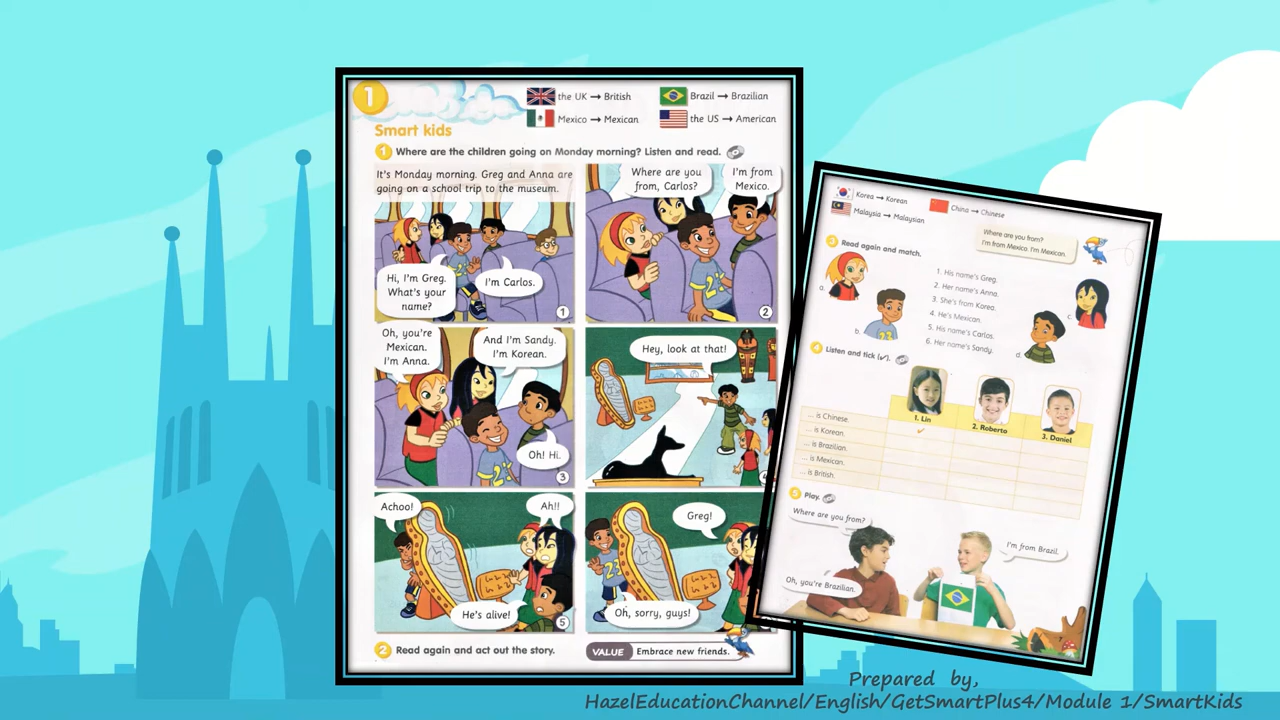 1
the UK → British
Brazil → Brazilian
Mexico → Mexican
the US → American
Smart kids
1 Where are the children going on Monday morning? Listen and read.
It's Monday morning. Greg and Anna are
going on a school trip to the museum.
Hi, I'm Greg.
What's your
name?
I'm Carlos.
1
Where are you
from, Carlos?
I'm from
Mexico.
2
Oh, you're
Mexican.
I'm Anna.
And I'm Sandy.
I'm Korean.
Oh! Hi.
3
Hey, look at that!
Achoo!
Ah!!
He's alive!
5
Greg!
Oh, sorry, guys!
2 Read again and act out the story.
VALUE Embrace new friends.
Korea → Korean
China → Chinese
Malaysia → Malaysian
Where are you from?
I'm from Mexico. I'm Mexican.
3 Read again and match.
a.
b.
1. His name's Greg.
2. Her name's Anna.
3. She's from Korea.
4. He's Mexican.
5. His name's Carlos.
6. Her name's Sandy.
c.
d.
4 Listen and tick (✓).
1. Lin
2. Roberto
3. Daniel
... is Chinese.
... is Korean. ✓
... is Brazilian.
... is Mexican.
... is British.
5 Play.
Where are you from?
I'm from Brazil.
Oh, you're Brazilian.
Prepared by,
HazelEducationChannel/English/GetSmartPlus4/Module 1/SmartKids